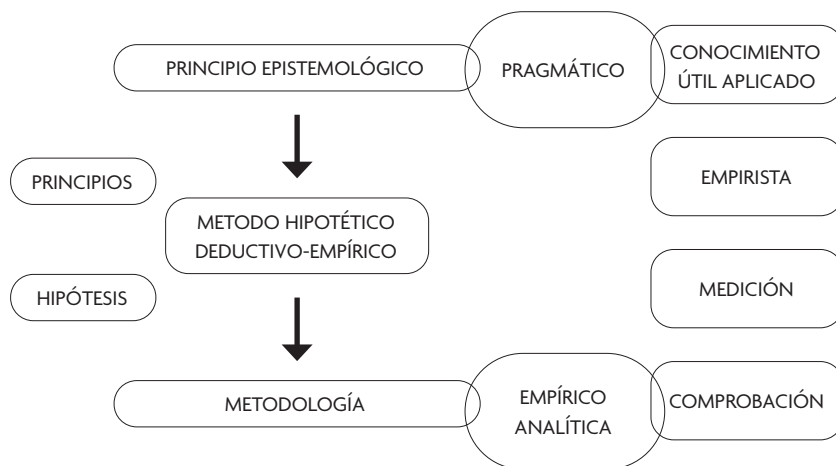 PRINCIPIO EPISTEMOLÓGICO
PRAGMÁTICO
CONOCIMIENTO
ÚTIL APLICADO
PRINCIPIOS
EMPIRISTA
METODO HIPOTÉTICO
DEDUCTIVO-EMPÍRICO
HIPÓTESIS
MEDICIÓN
METODOLOGÍA
EMPÍRICO
ANALÍTICA
COMPROBACIÓN